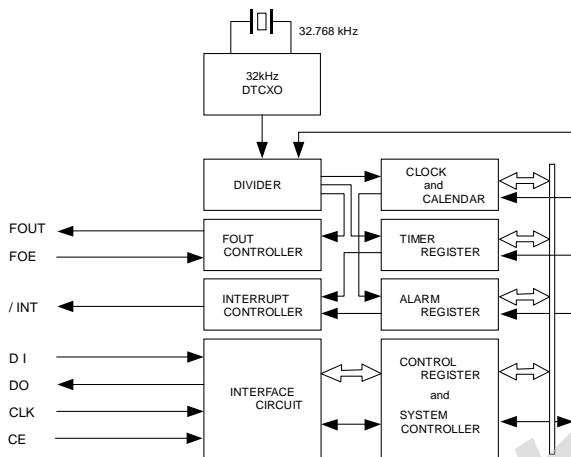 32.768 kHz
32kHz
DTCXO
DIVIDER
CLOCK
and
CALENDAR
FOUT
FOE
FOUT
CONTROLLER
TIMER
REGISTER
/ INT
INTERRUPT
CONTROLLER
ALARM
REGISTER
D I
DO
CLK
CE
INTERFACE
CIRCUIT
CONTROL
REGISTER
and
SYSTEM
CONTROLLER